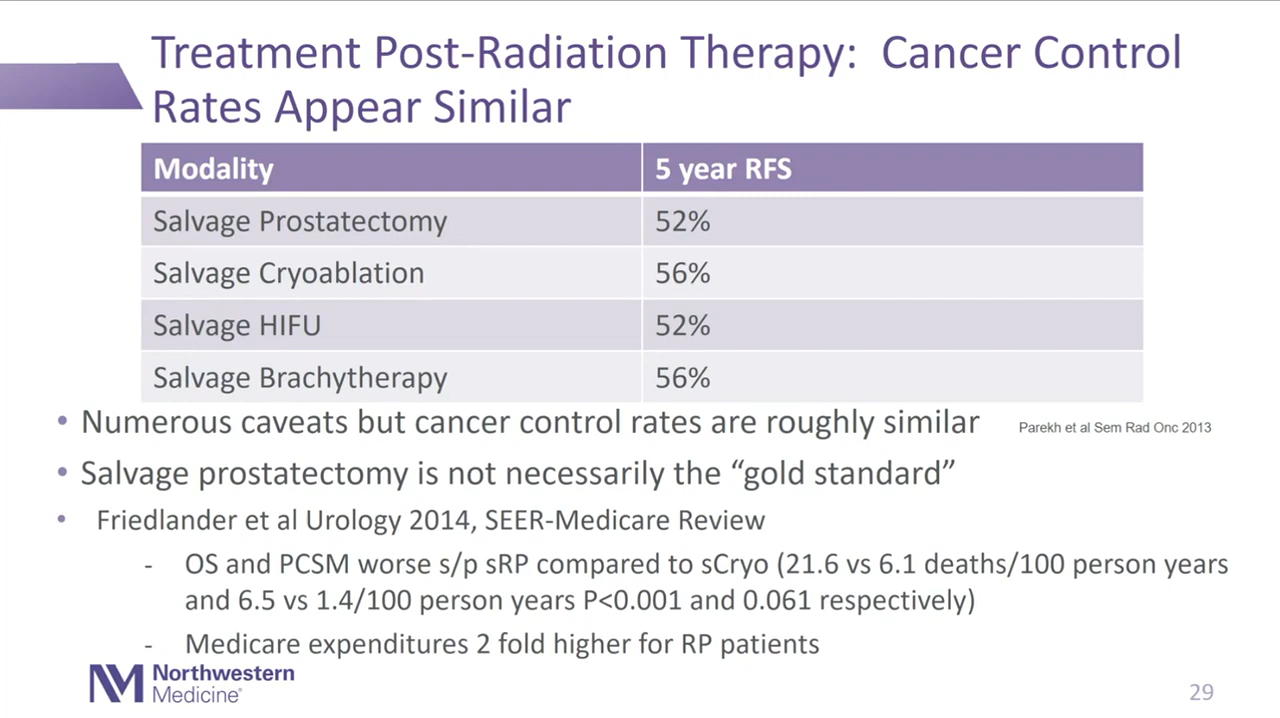 Treatment Post-Radiation Therapy: Cancer Control
Rates Appear Similar
Modality 5 year RFS
Salvage Prostatectomy 52%
Salvage Cryoablation 56%
Salvage HIFU 52%
Salvage Brachytherapy 56%
• Numerous caveats but cancer control rates are roughly similar
Parekh et al Sem Rad Onc 2013
• Salvage prostatectomy is not necessarily the “gold standard”
• Friedlander et al Urology 2014, SEER-Medicare Review
- OS and PCSM worse s/p sRP compared to sCryo (21.6 vs 6.1 deaths/100 person years
and 6.5 vs 1.4/100 person years P<0.001 and 0.061 respectively)
- Medicare expenditures 2 fold higher for RP patients
NM Northwestern
Medicine®
29